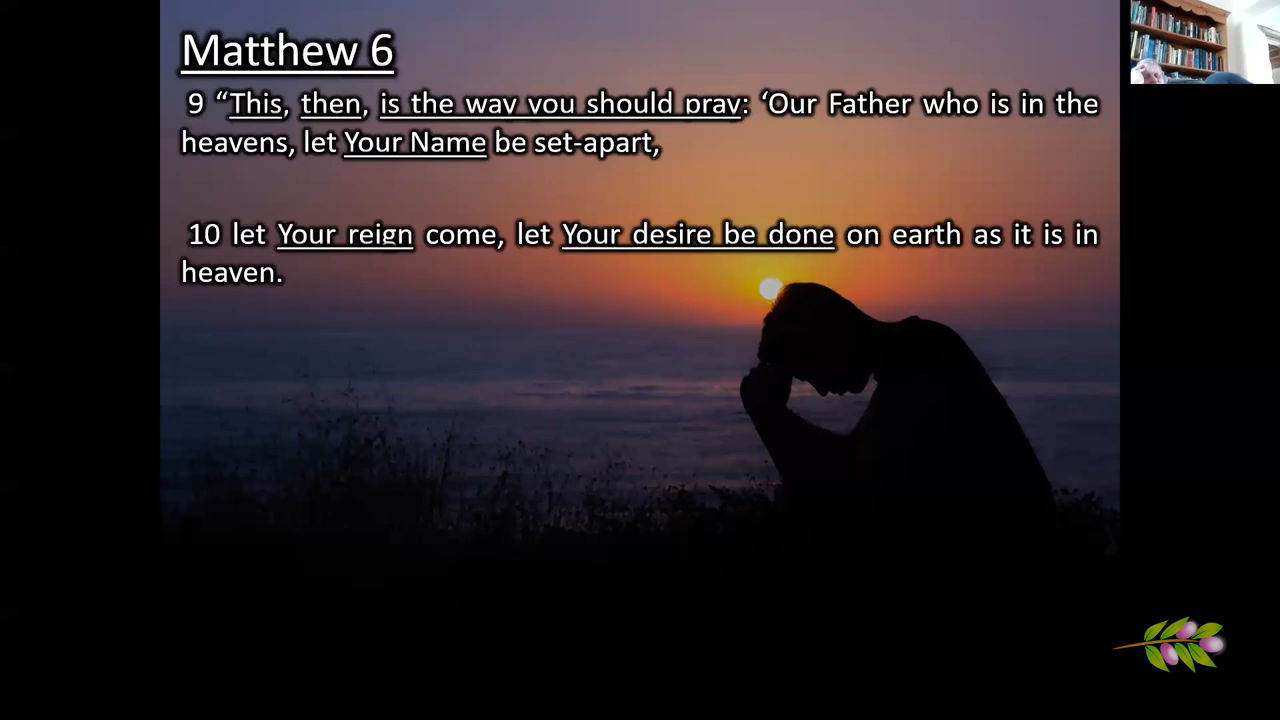 Matthew 6
9 “This, then, is the way you should pray: ‘Our Father who is in the
heavens, let Your Name be set-apart,
10 let Your reign come, let Your desire be done on earth as it is in
heaven.